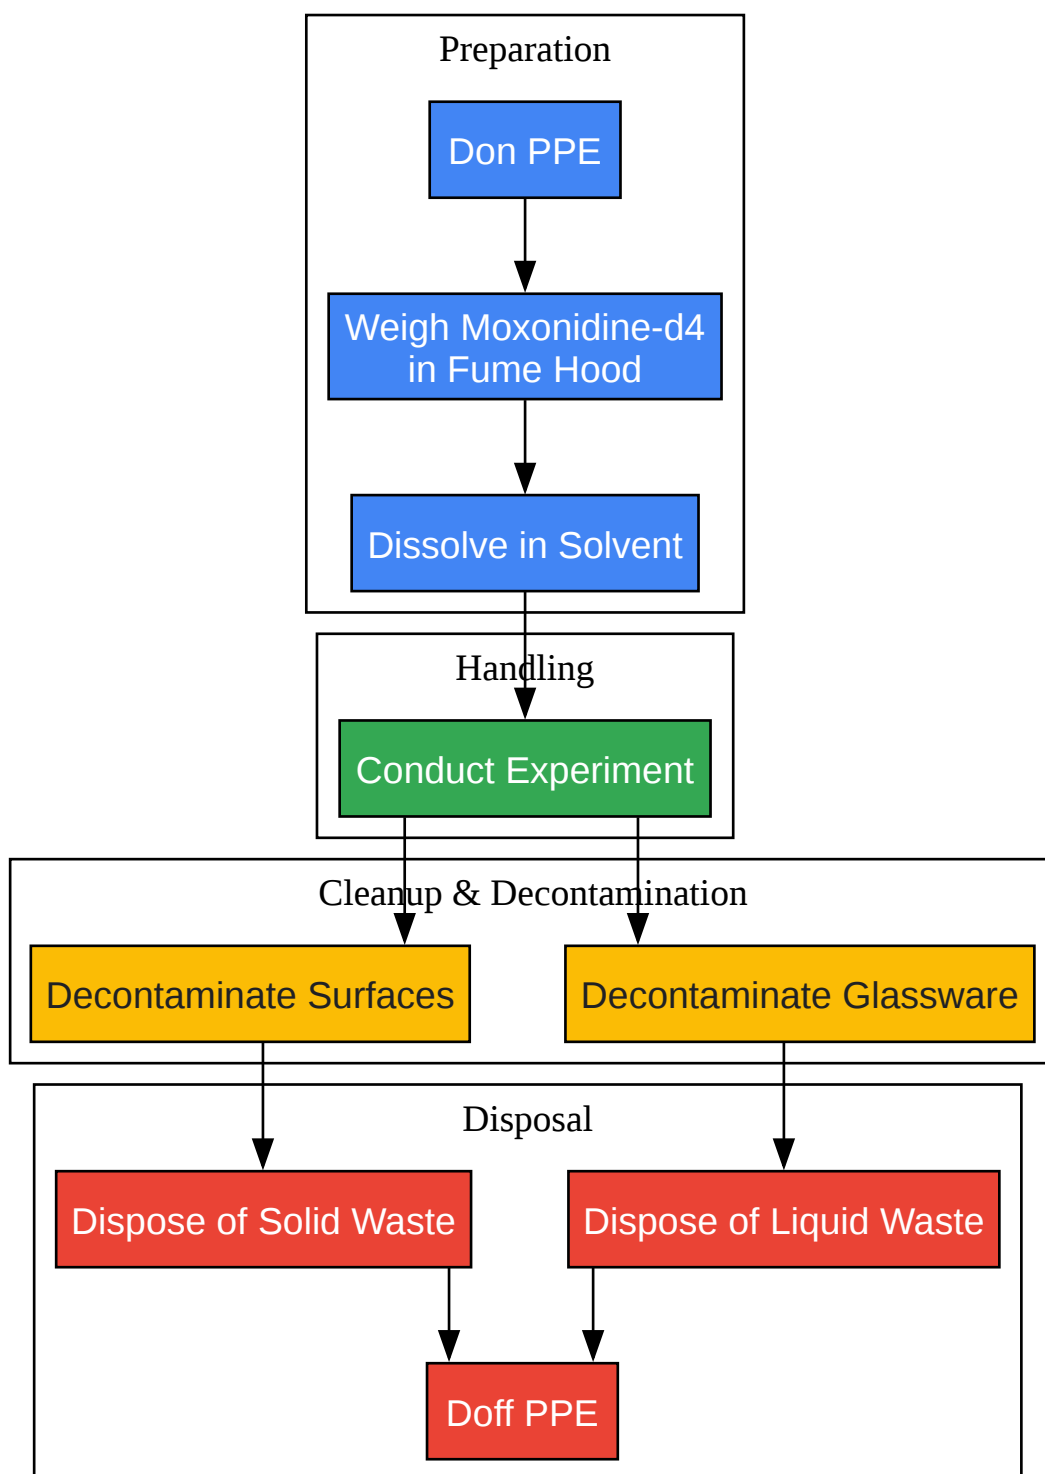 Preparation
Don PPE
Weigh Moxonidine-d4
in Fume Hood
Dissolve in Solvent
Handling
Conduct Experiment
Cleanup & Decontamination
Decontaminate Surfaces
Decontaminate Glassware
Disposal
Dispose of Solid Waste
Dispose of Liquid Waste
Doff PPE